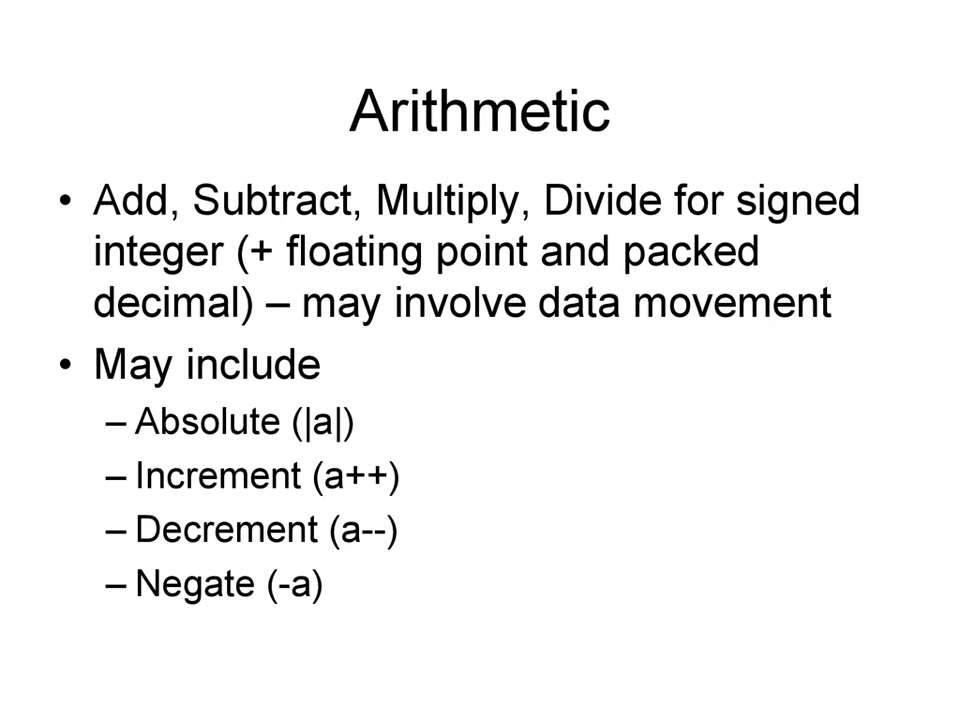 Arithmetic
• Add, Subtract, Multiply, Divide for signed
integer (+ floating point and packed
decimal) – may involve data movement
• May include
– Absolute (|a|)
– Increment (a++)
– Decrement (a--)
– Negate (-a)